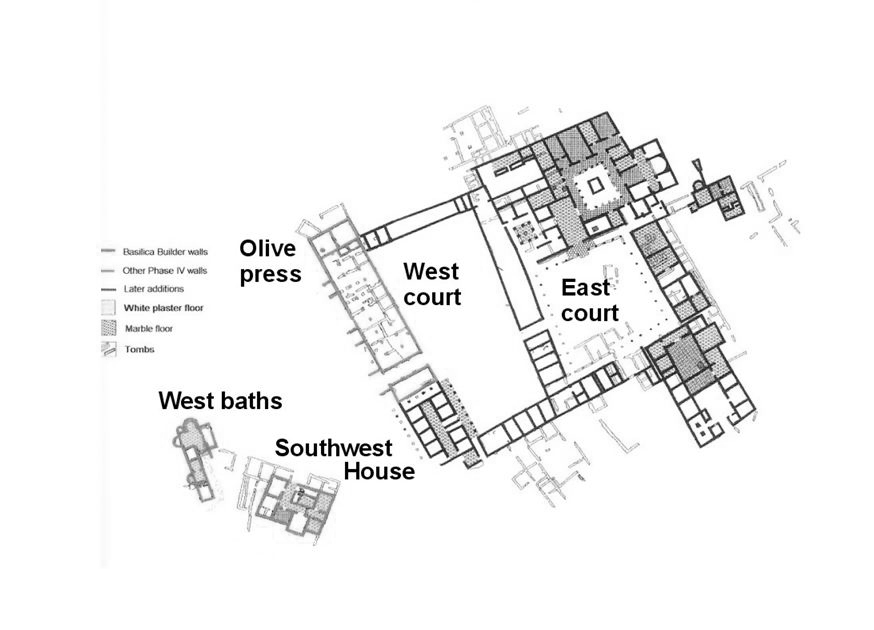 Olive
press
West
court
East
court
Basilica Builder walls
Other Phase IV walls
Later additions
White plaster floor
Marble floor
Tombs
West baths
Southwest
House